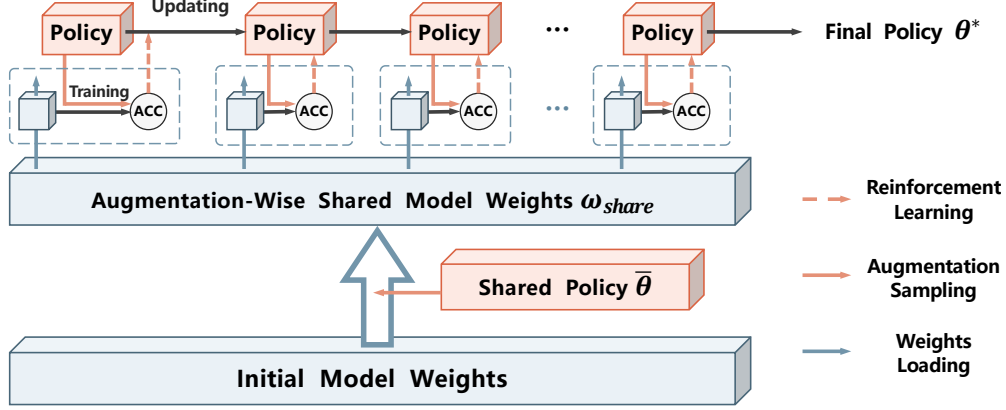 Updating
Policy Policy Policy ... Policy Final Policy θ*
Training
ACC ACC ACC ... ACC
Augmentation-Wise Shared Model Weights ω_share
Reinforcement
Learning
Shared Policy θ̅
Augmentation
Sampling
Initial Model Weights
Weights
Loading